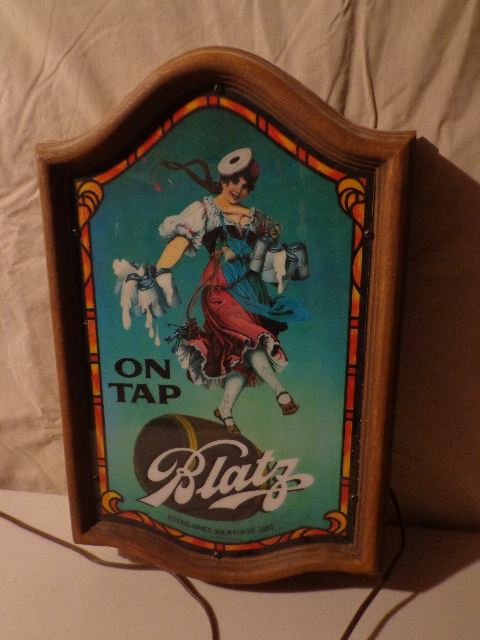 ON
TAP
Blatz
ESTABLISHED MILWAUKEE 1851